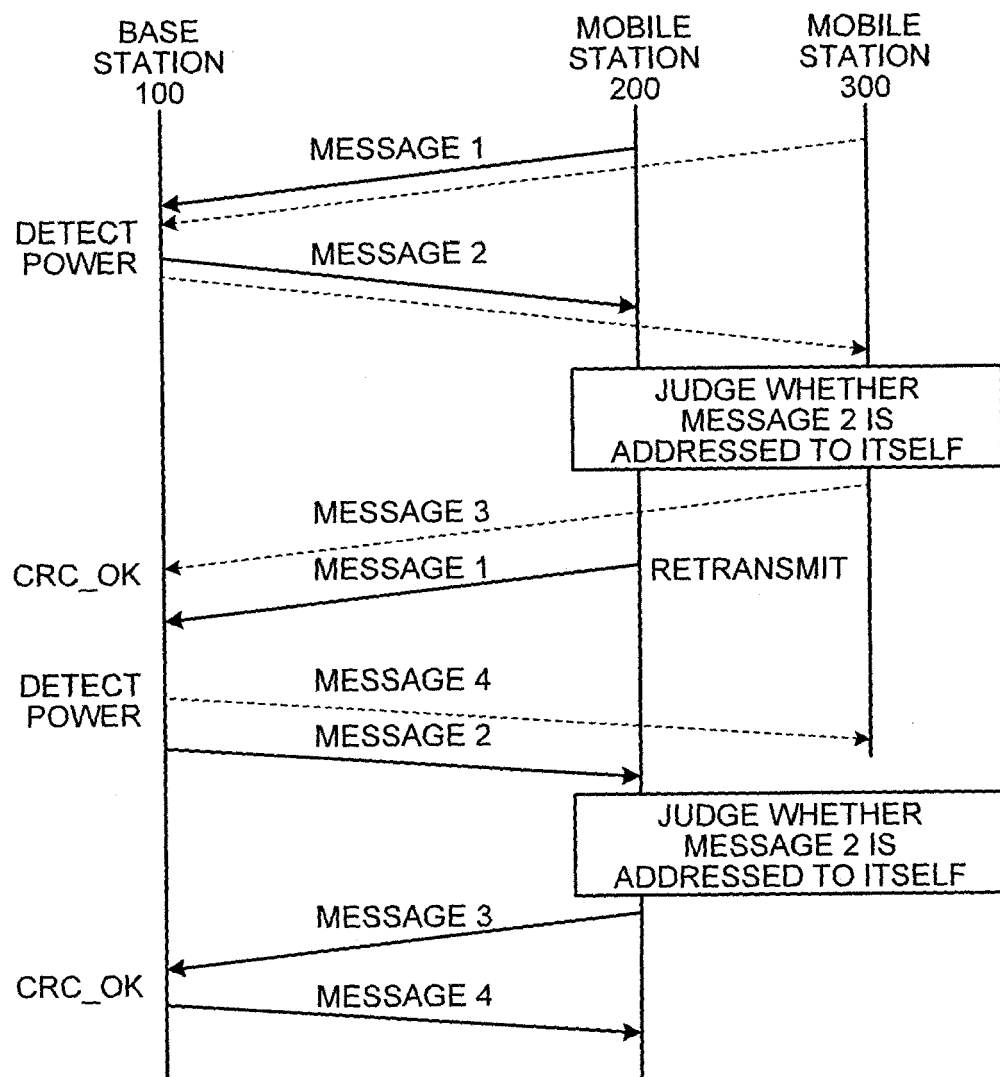 BASE
STATION
100
MOBILE
STATION
200
MOBILE
STATION
300
MESSAGE 1
DETECT
POWER
MESSAGE 2
JUDGE WHETHER
MESSAGE 2 IS
ADDRESSED TO ITSELF
MESSAGE 3
CRC_OK
MESSAGE 1
RETRANSMIT
DETECT
POWER
MESSAGE 4
MESSAGE 2
JUDGE WHETHER
MESSAGE 2 IS
ADDRESSED TO ITSELF
MESSAGE 3
CRC_OK
MESSAGE 4